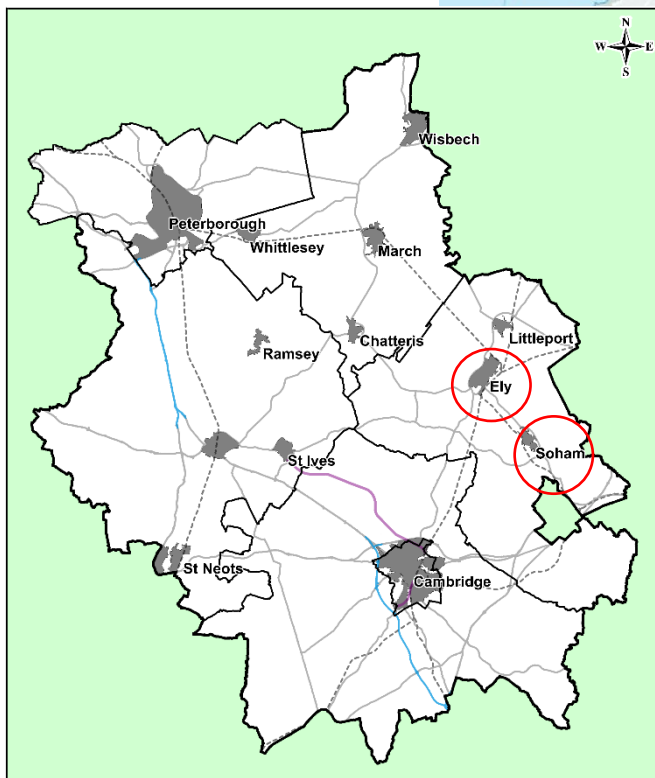 N
W E
S
Wisbech
Peterborough
Whittlesey
March
Littleport
Chatteris
Ramsey
Ely
Soham
St Ives
St Neots
Cambridge